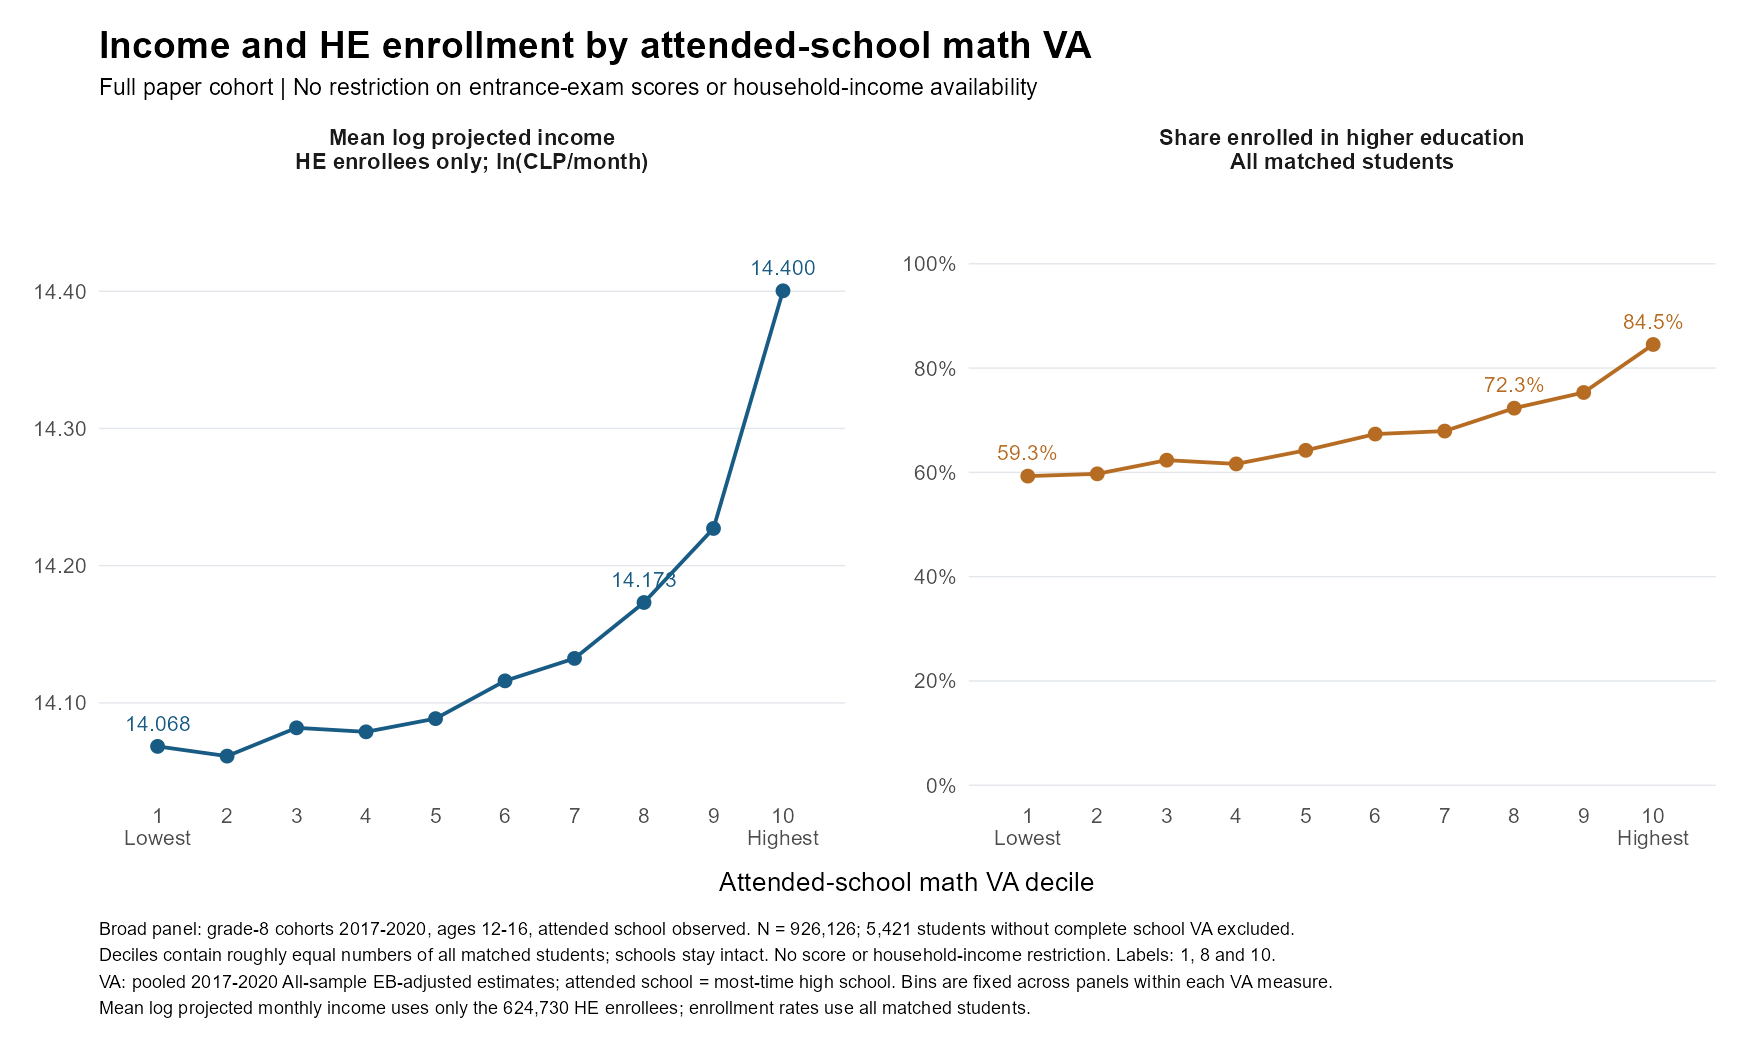 Income and HE enrollment by attended-school math VA
Full paper cohort | No restriction on entrance-exam scores or household-income availability
Mean log projected income
HE enrollees only; ln(CLP/month)
14.40
14.30
14.20
14.10
14.068
14.173
14.400
1
2
3
4
5
6
7
8
9
10
Lowest
Highest
Share enrolled in higher education
All matched students
100%
80%
60%
40%
20%
0%
59.3%
72.3%
84.5%
1
2
3
4
5
6
7
8
9
10
Lowest
Highest
Attended-school math VA decile
Broad panel: grade-8 cohorts 2017-2020, ages 12-16, attended school observed. N = 926,126; 5,421 students without complete school VA excluded.
Deciles contain roughly equal numbers of all matched students; schools stay intact. No score or household-income restriction. Labels: 1, 8 and 10.
VA: pooled 2017-2020 All-sample EB-adjusted estimates; attended school = most-time high school. Bins are fixed across panels within each VA measure.
Mean log projected monthly income uses only the 624,730 HE enrollees; enrollment rates use all matched students.